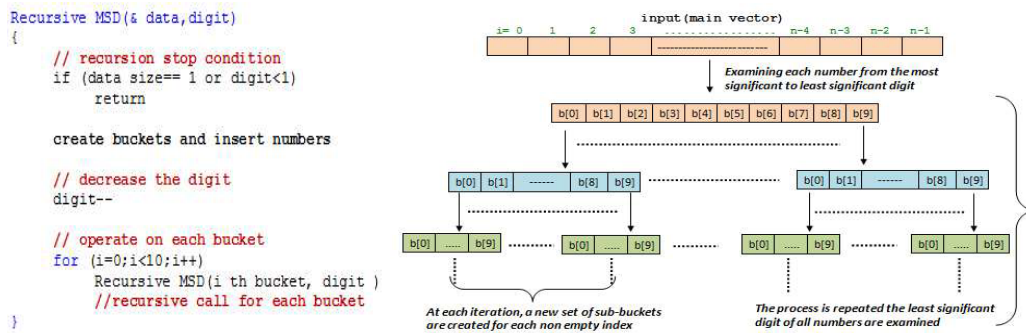 Recursive MSD(& data,digit)
{
// recursion stop condition
if (data size== 1 or digit<1)
return
create buckets and insert numbers
// decrease the digit
digit--
// operate on each bucket
for (i=0;i<10;i++)
Recursive MSD(i th bucket, digit )
//recursive call for each bucket
}
input(main vector)
i= 0 1 2 3 ................. n-4 n-3 n-2 n-1
Examining each number from the most
significant to least significant digit
b[0] b[1] b[2] b[3] b[4] b[5] b[6] b[7] b[8] b[9]
b[0] b[1] ------ b[8] b[9] b[0] b[1] ------ b[8] b[9]
b[0] ..... b[9] b[0] ..... b[9] b[0] ..... b[9] b[0] ..... b[9]
At each iteration, a new set of sub-buckets
are created for each non empty index
The process is repeated the least significant
digit of all numbers are examined